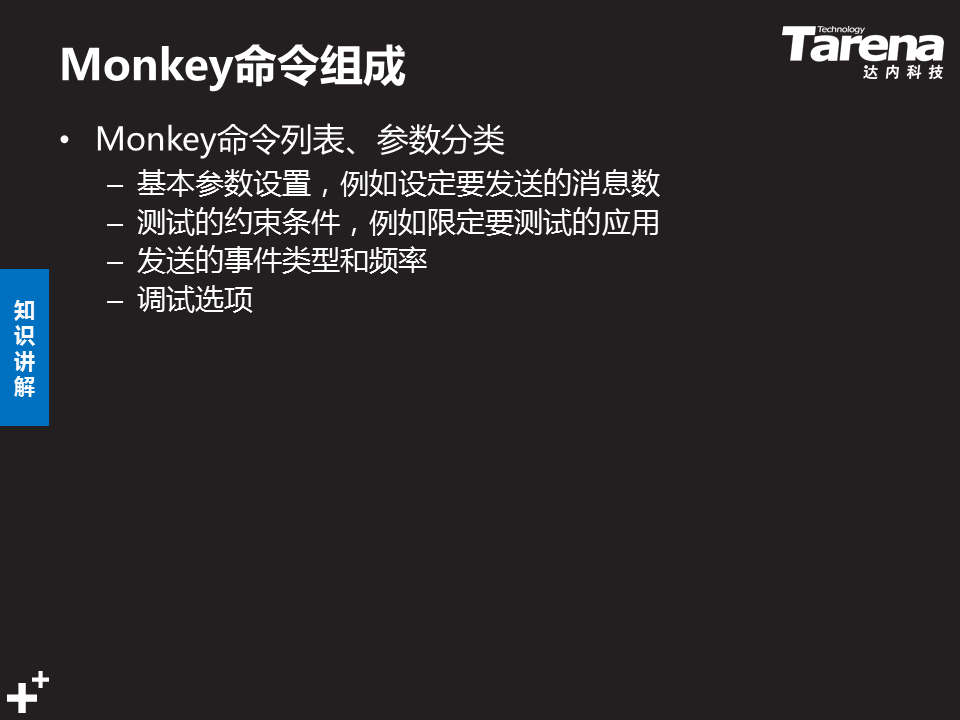 Monkey命令组成
Technology
Tarena
达内科技
• Monkey命令列表、参数分类
– 基本参数设置，例如设定要发送的消息数
– 测试的约束条件，例如限定要测试的应用
– 发送的事件类型和频率
– 调试选项
知
识
讲
解